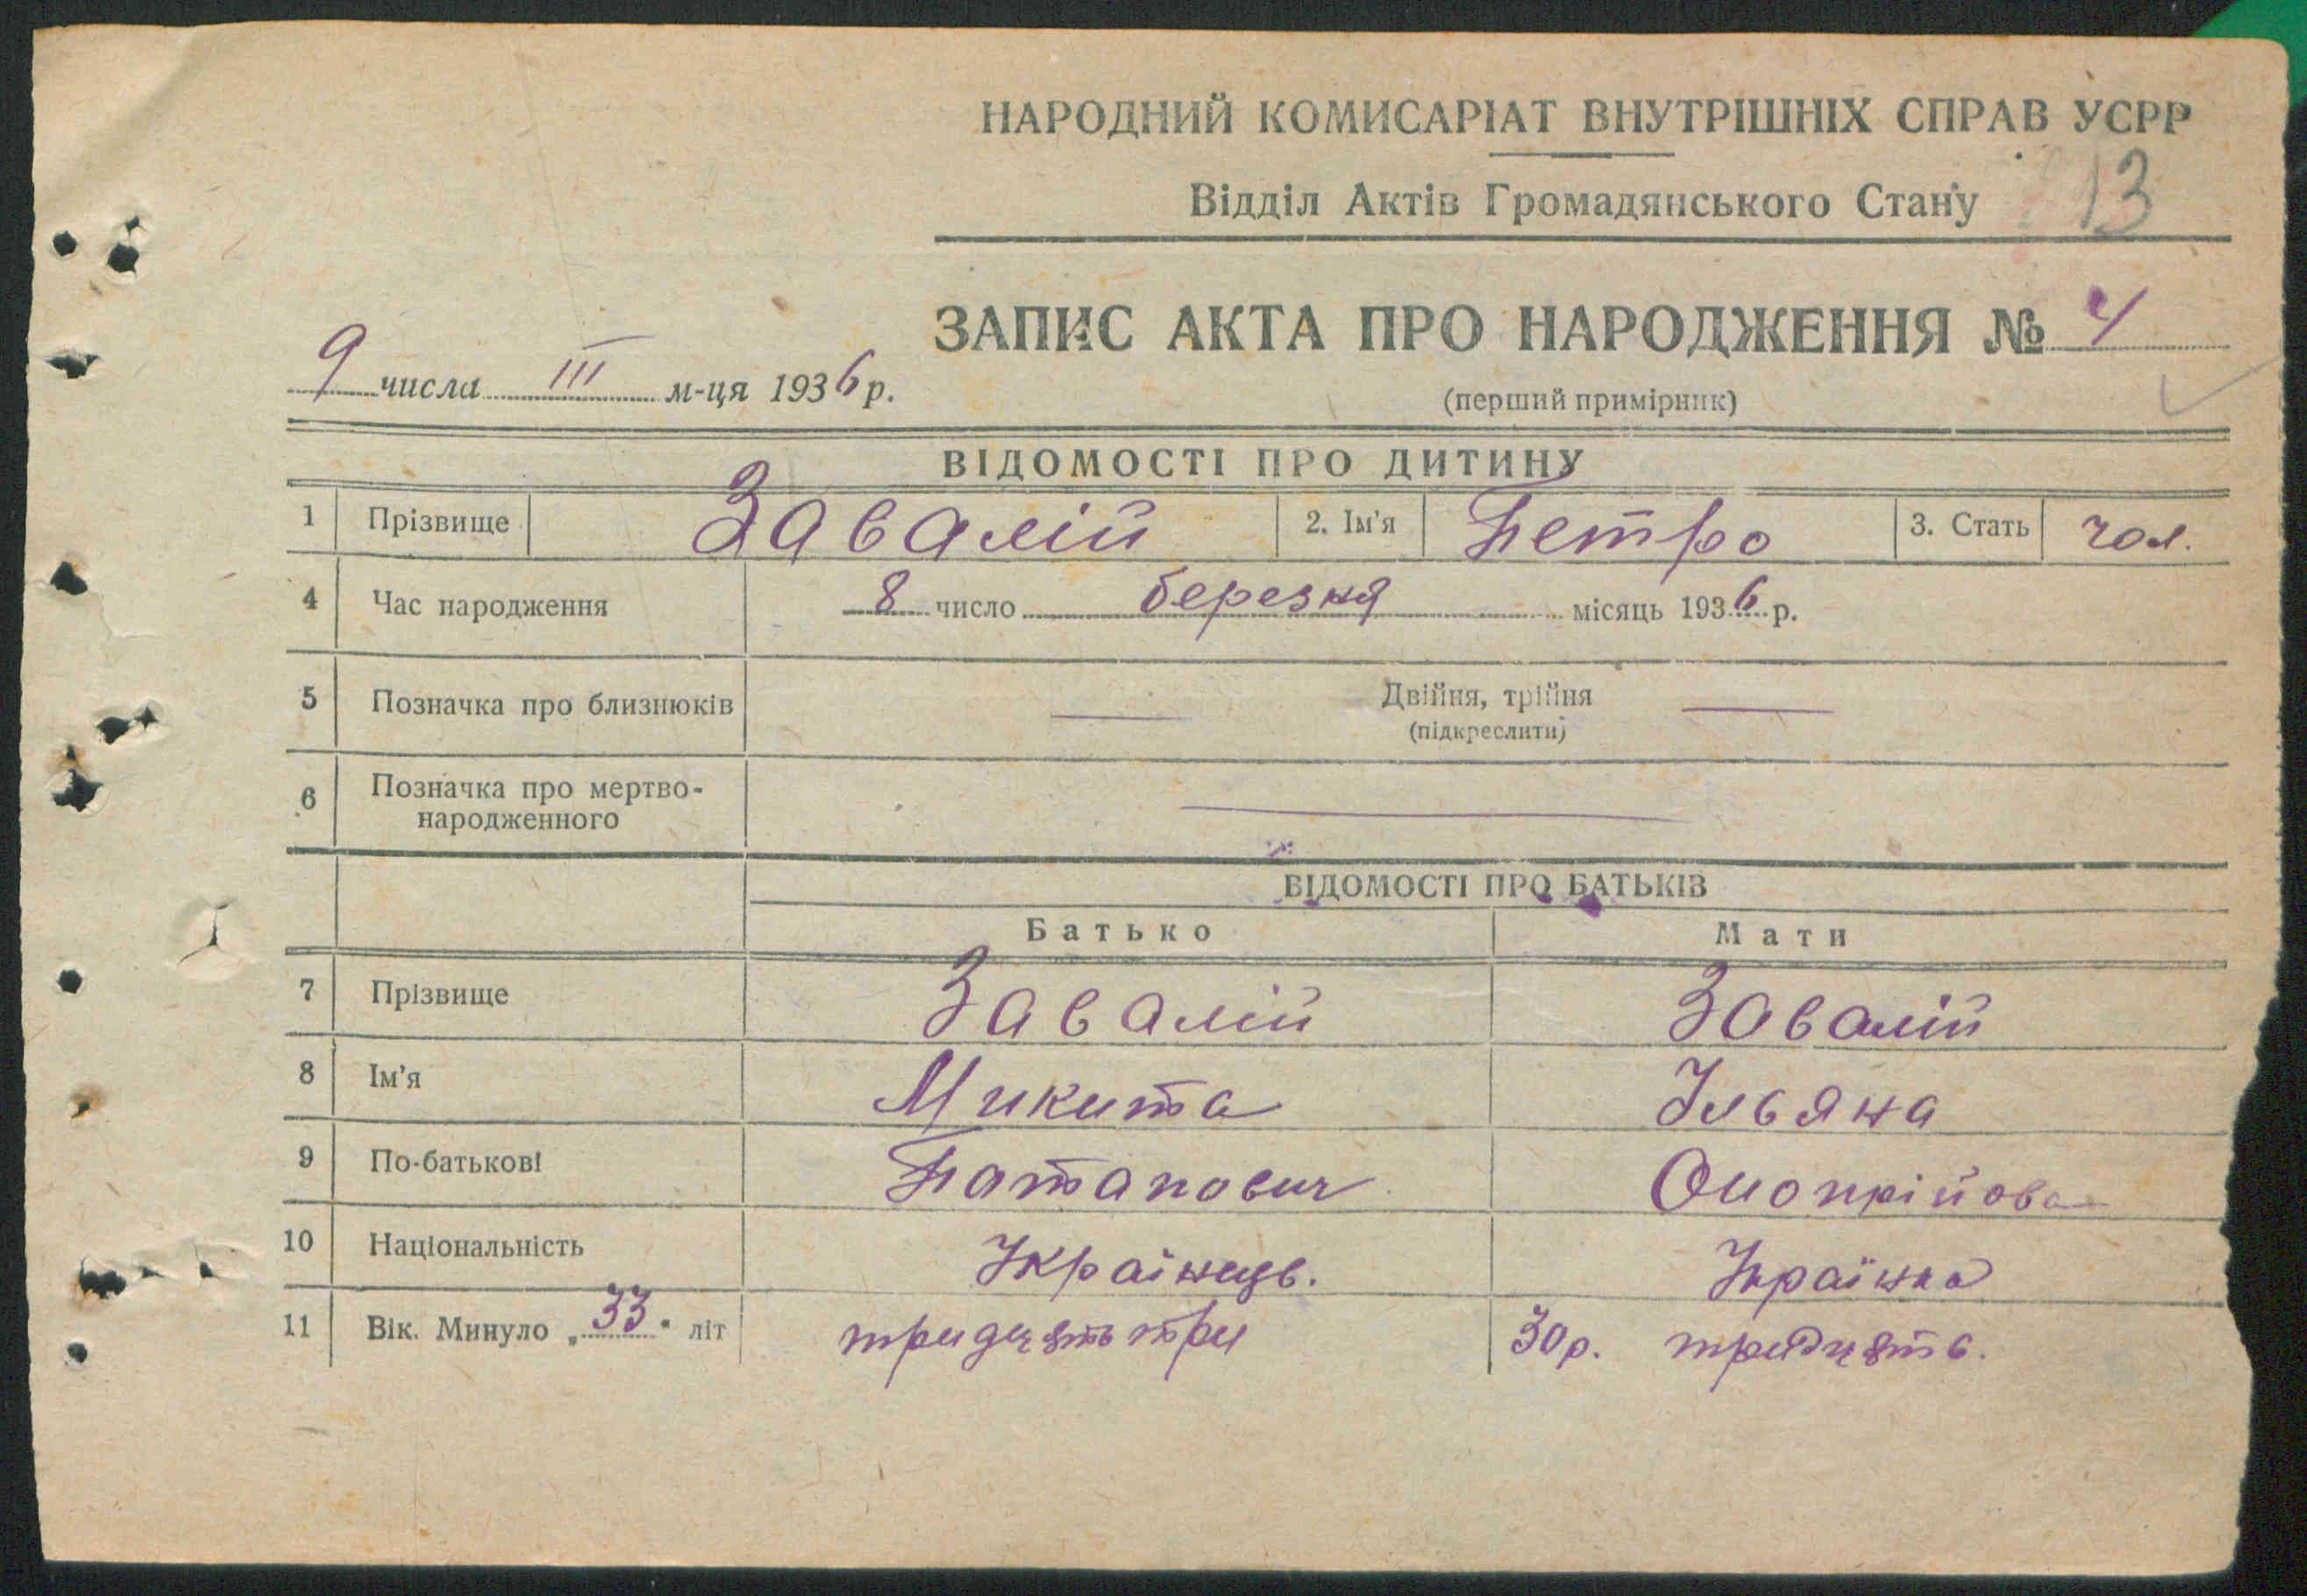 НАРОДНИЙ КОМИСАРІАТ ВНУТРІШНІХ СПРАВ УСРР
Відділ Актів Громадянського Стану 13
ЗАПИС АКТА ПРО НАРОДЖЕННЯ № 4
9 числа III м-ця 1936 р.
(перший примірник)
ВІДОМОСТІ ПРО ДИТИНУ
1 Прізвище Завалій 2. Ім'я Петро 3. Стать чол.
4 Час народження 8 число березня місяць 1936 р.
5 Позначка про близнюків — Двійня, трійня —
(підкреслити)
6 Позначка про мертво-
народженного —
ВІДОМОСТІ ПРО БАТЬКІВ
Батько Мати
7 Прізвище Завалій Завалій
8 Ім'я Микита Ульяна
9 По-батькові Патапович Онопрійова
10 Національність Українець. Українка
11 Вік. Минуло „33" літ тридцять три 30 р. тридцять.